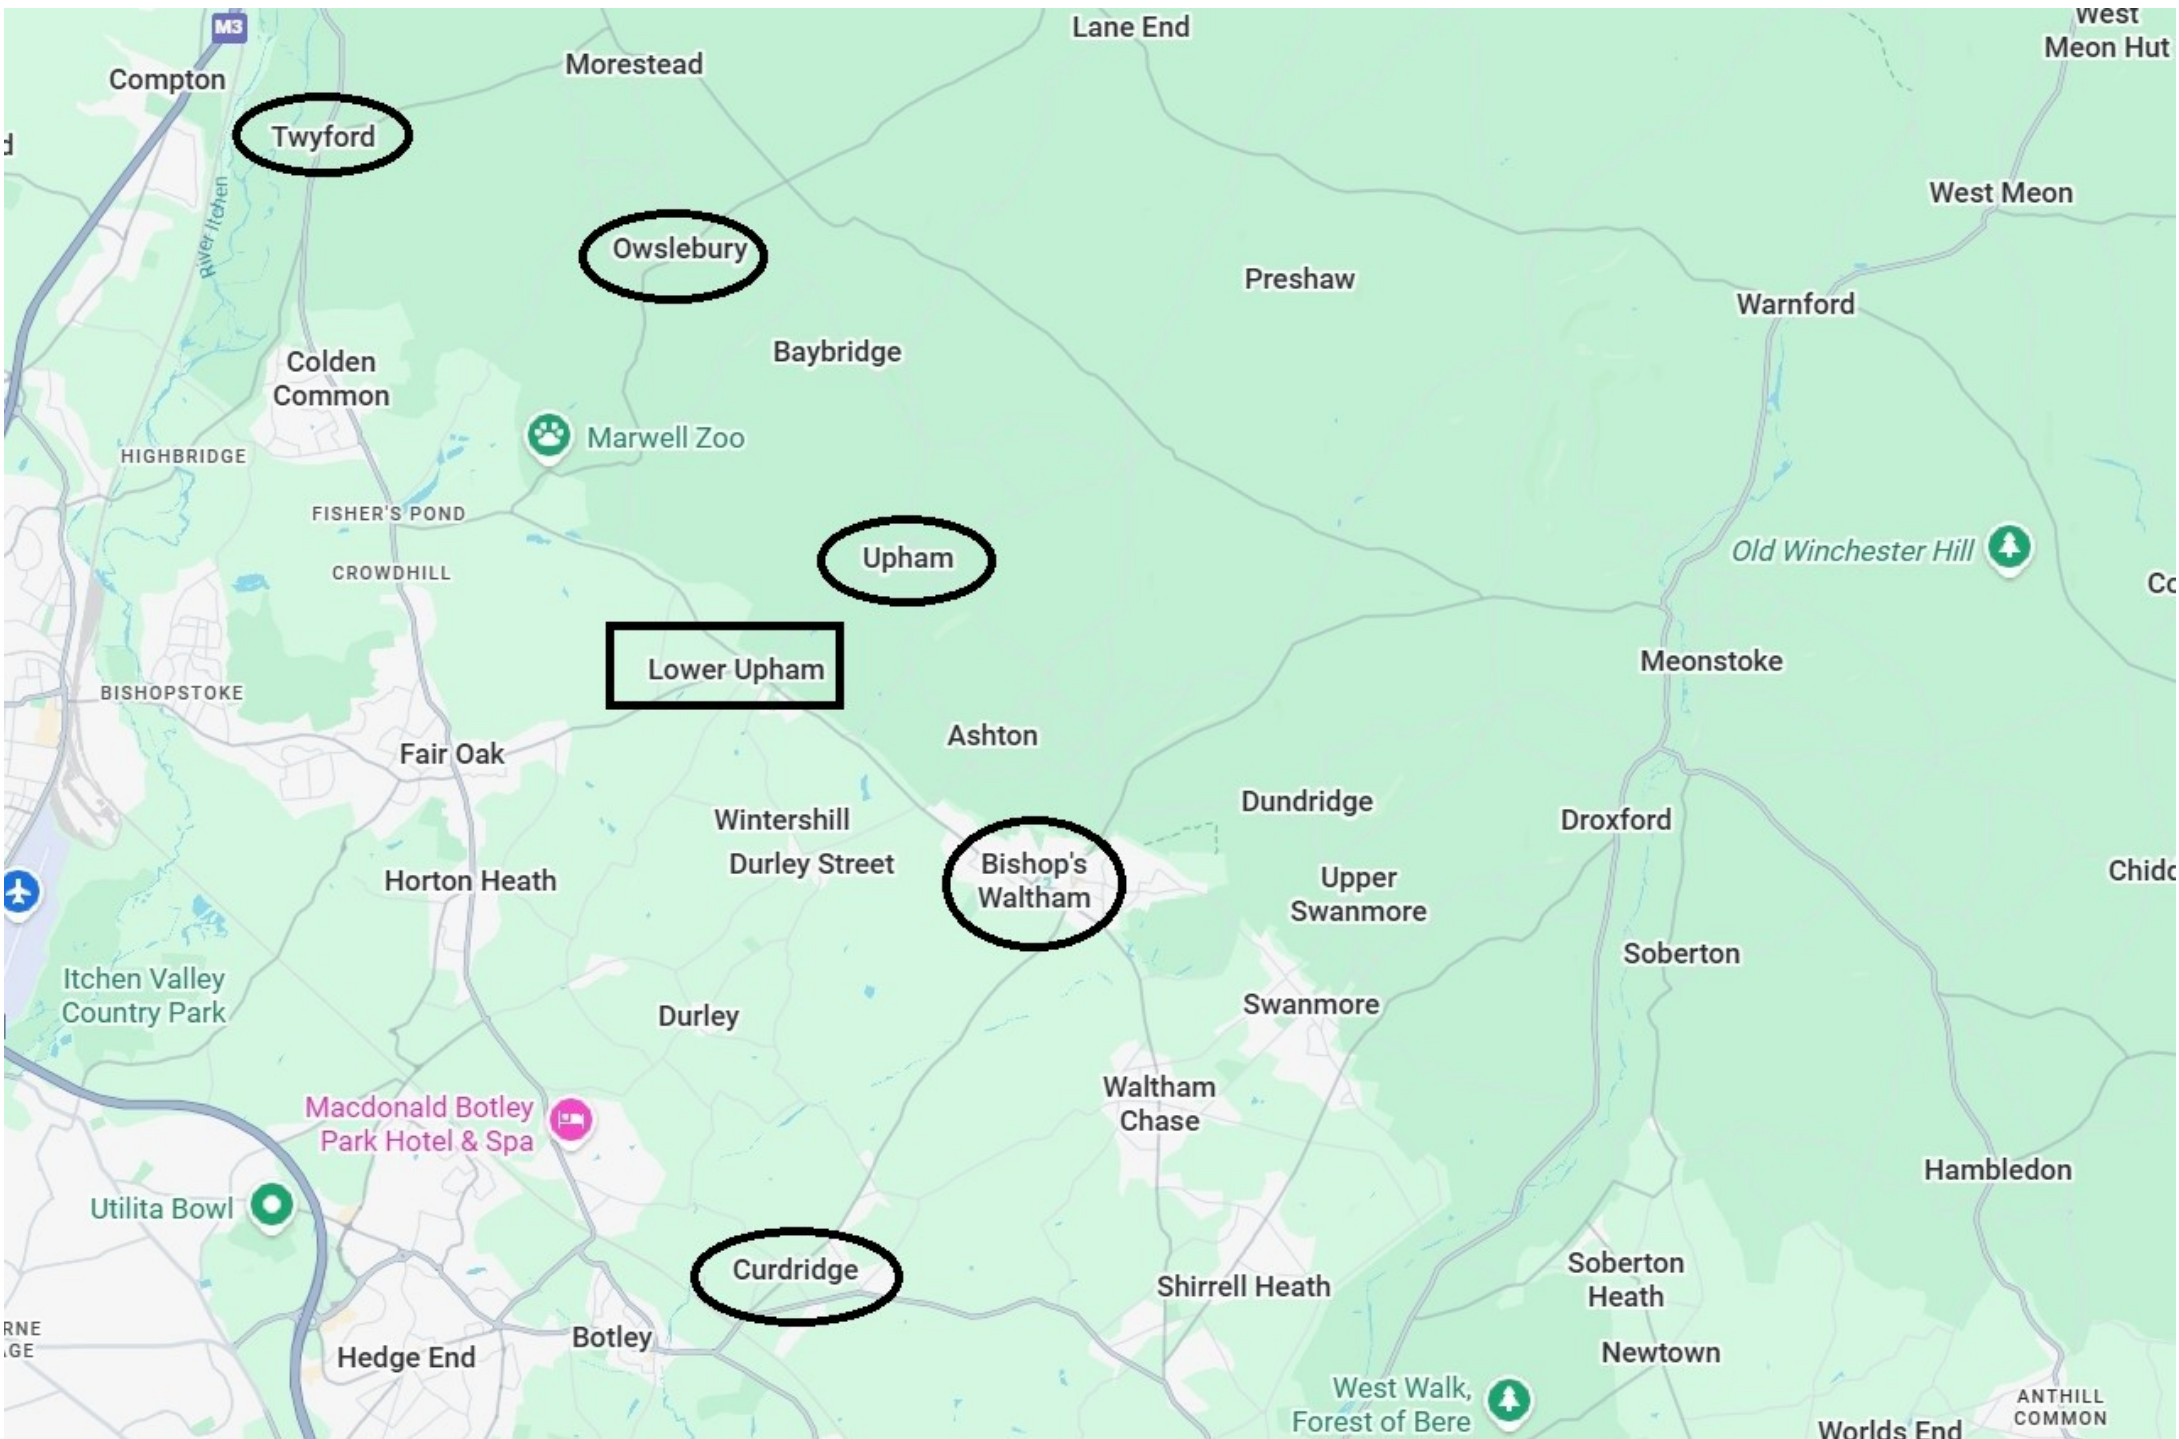 M3
Lane End
West
Meon Hut
Morestead
Compton
Twyford
d
River Itchen
West Meon
Owslebury
Preshaw
Warnford
Baybridge
Colden
Common
Marwell Zoo
HIGHBRIDGE
FISHER'S POND
Old Winchester Hill
Upham
CROWDHILL
Co
Lower Upham
Meonstoke
BISHOPSTOKE
Ashton
Fair Oak
Dundridge
Wintershill
Droxford
Durley Street
Bishop's
Waltham
Horton Heath
Upper
Swanmore
Chidd
Soberton
Itchen Valley
Country Park
Swanmore
Durley
Waltham
Chase
Macdonald Botley
Park Hotel & Spa
Hambledon
Utilita Bowl
Curdridge
Soberton
Heath
Shirrell Heath
RNE
GE
Botley
Hedge End
Newtown
West Walk,
Forest of Bere
ANTHILL
COMMON
Worlds End